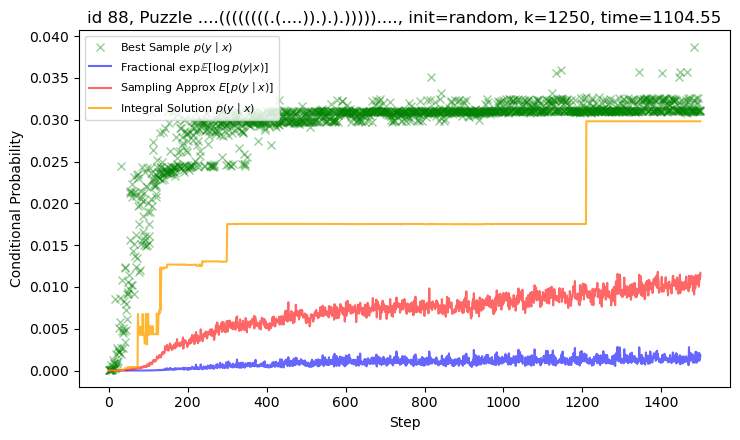 id 88, Puzzle ....((((((((.(....)).).).)))))...., init=random, k=1250, time=1104.55
Best Sample p(y | x)
Fractional exp𝔼[log p(y|x)]
Sampling Approx E[p(y | x)]
Integral Solution p(y | x)
Conditional Probability
0.040
0.035
0.030
0.025
0.020
0.015
0.010
0.005
0.000
0 200 400 600 800 1000 1200 1400
Step